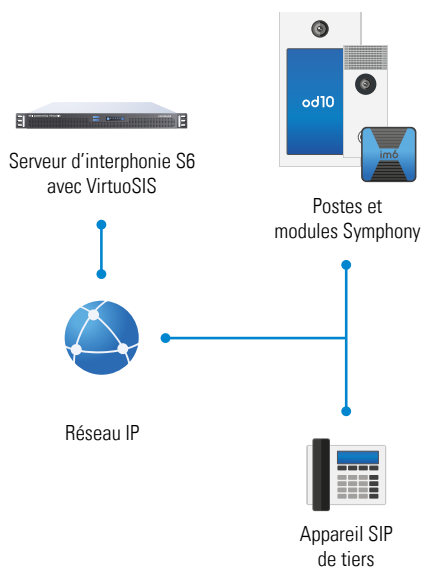 od10
im6
Serveur d'interphonie S6
avec VirtuoSIS
Postes et
modules Symphony
Réseau IP
Appareil SIP
de tiers